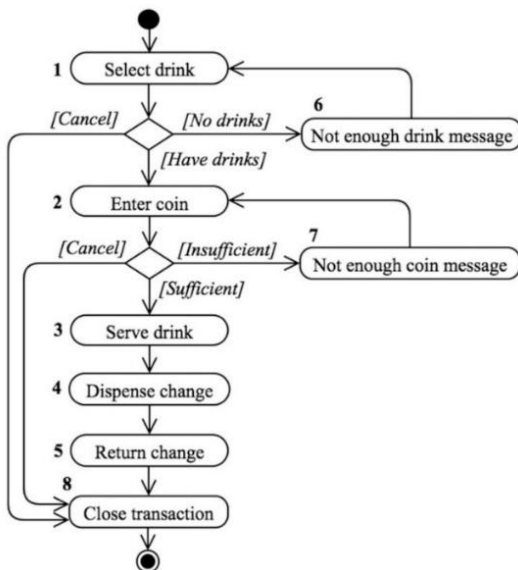 1
Select drink
6
[Cancel]
[No drinks]
Not enough drink message
[Have drinks]
2
Enter coin
7
[Cancel]
[Insufficient]
Not enough coin message
[Sufficient]
3
Serve drink
4
Dispense change
5
Return change
8
Close transaction